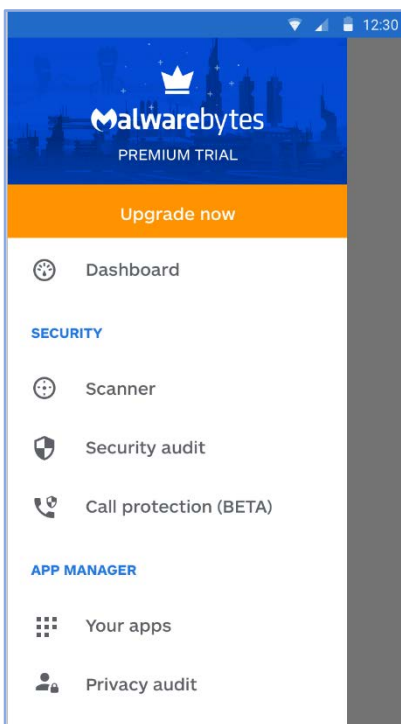 12:30
Malwarebytes
PREMIUM TRIAL
Upgrade now
Dashboard
SECURITY
Scanner
Security audit
Call protection (BETA)
APP MANAGER
Your apps
Privacy audit